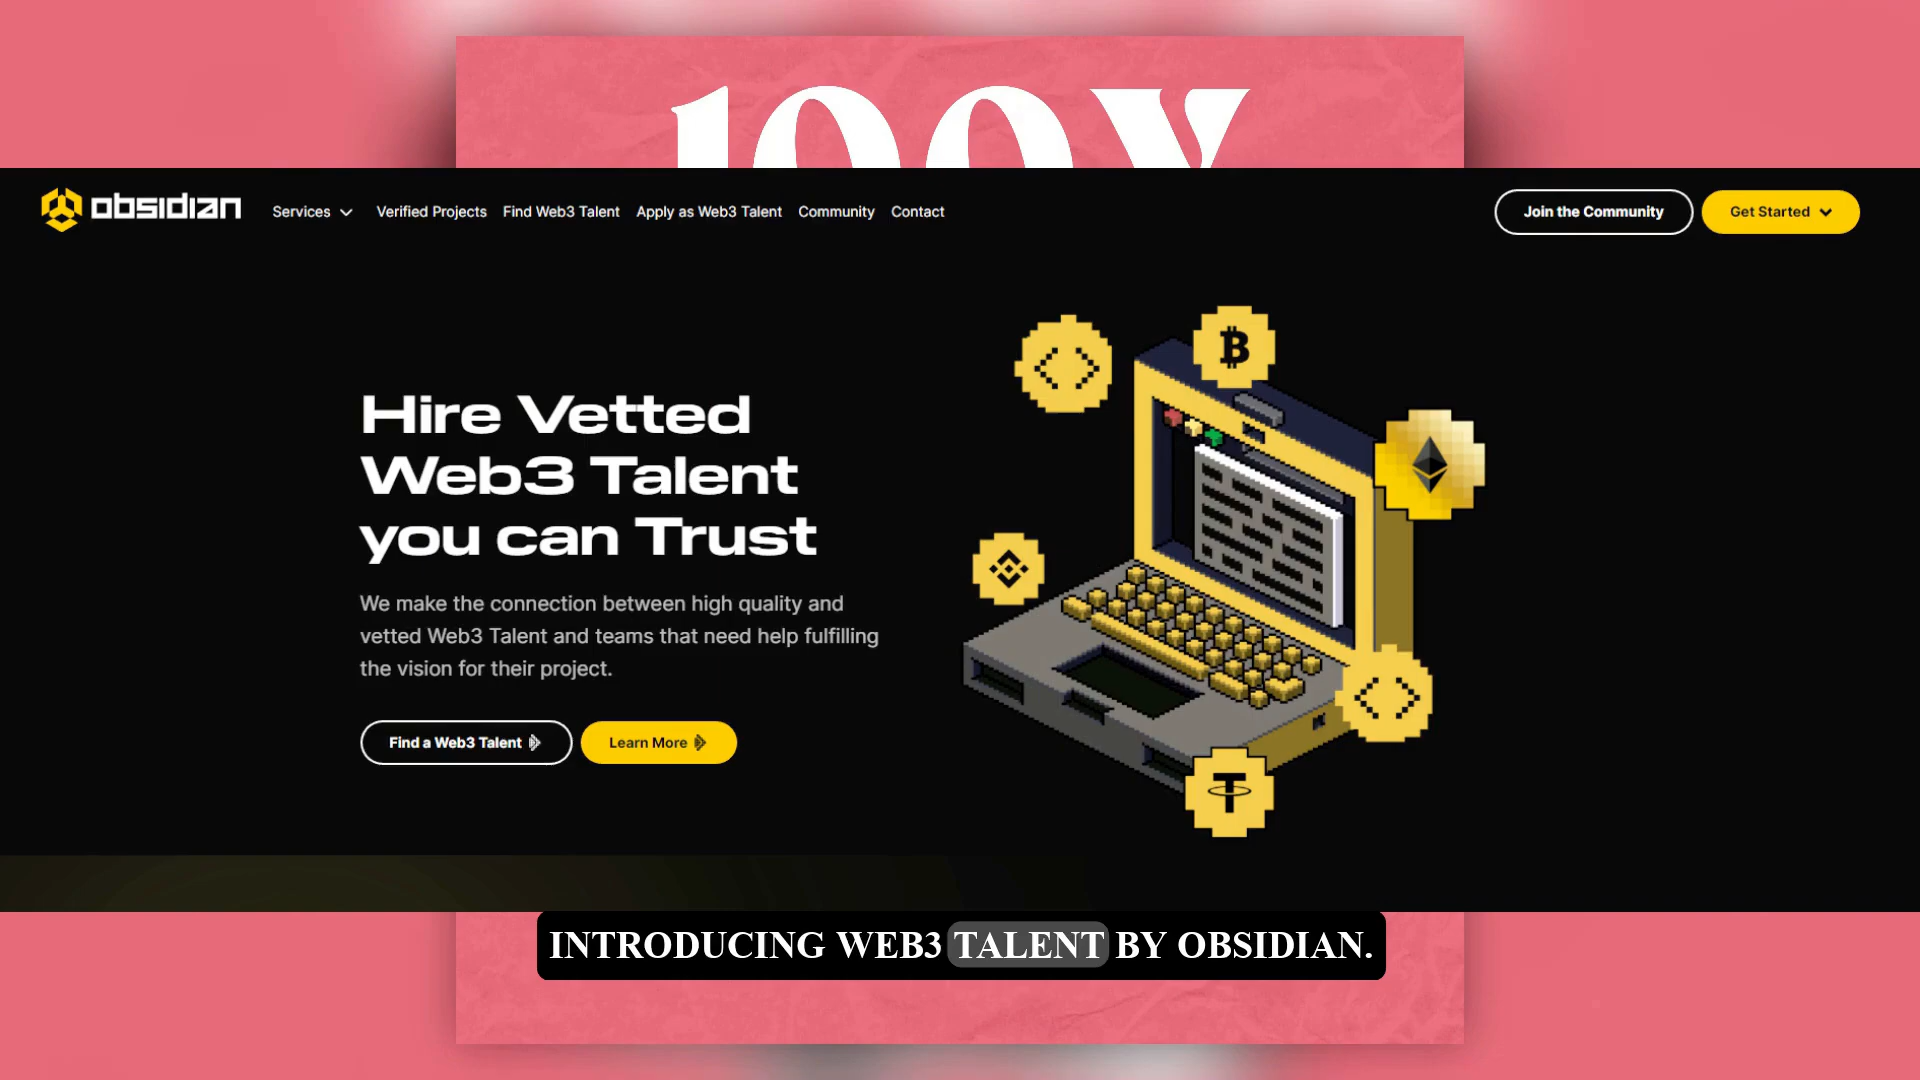 100X
obsidian
Services
Verified Projects
Find Web3 Talent
Apply as Web3 Talent
Community
Contact
Join the Community
Get Started
Hire Vetted
Web3 Talent
you can Trust
We make the connection between high quality and
vetted Web3 Talent and teams that need help fulfilling
the vision for their project.
Find a Web3 Talent
Learn More
INTRODUCING WEB3 TALENT BY OBSIDIAN.